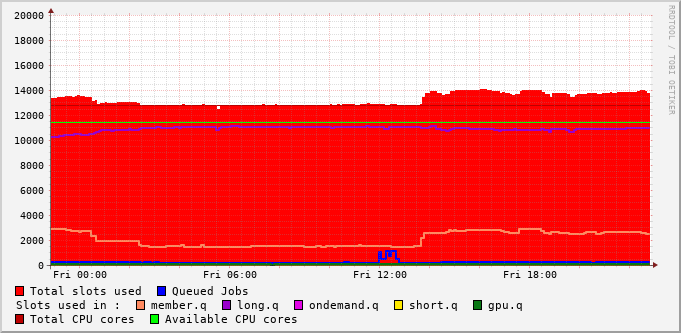 20000
18000
16000
14000
12000
10000
8000
6000
4000
2000
0
Fri 00:00 Fri 06:00 Fri 12:00 Fri 18:00
RRDTOOL / TOBI OETIKER
Total slots used Queued Jobs
Slots used in : member.q long.q ondemand.q short.q gpu.q
Total CPU cores Available CPU cores